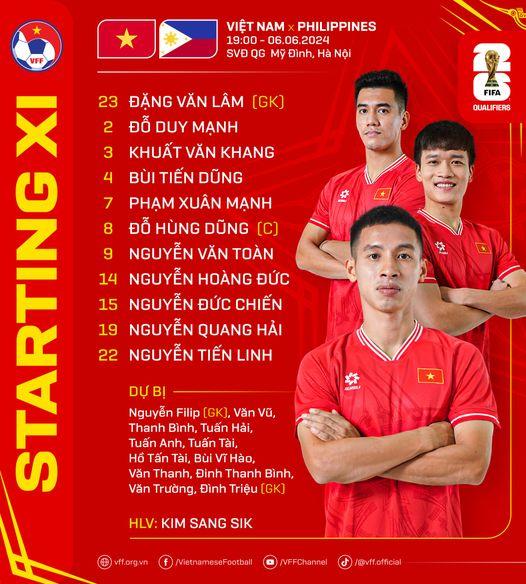 VFF
VIỆT NAM x PHILIPPINES
19:00 - 06.06.2024
SVĐ QG Mỹ Đình, Hà Nội
26
FIFA
QUALIFIERS
STARTING XI
23 ĐẶNG VĂN LÂM (GK)
2 ĐỖ DUY MẠNH
3 KHUẤT VĂN KHANG
4 BÙI TIẾN DŨNG
7 PHẠM XUÂN MẠNH
8 ĐỖ HÙNG DŨNG (C)
9 NGUYỄN VĂN TOÀN
14 NGUYỄN HOÀNG ĐỨC
15 NGUYỄN ĐỨC CHIẾN
19 NGUYỄN QUANG HẢI
22 NGUYỄN TIẾN LINH
DỰ BỊ
Nguyễn Filip (GK), Văn Vũ,
Thanh Bình, Tuấn Hải,
Tuấn Anh, Tuấn Tài,
Hồ Tấn Tài, Bùi Vĩ Hào,
Văn Thanh, Đinh Thanh Bình,
Văn Trường, Đình Triệu (GK)
HLV: KIM SANG SIK
vff.org.vn
/VietnameseFootball
/VFFChannel
/@vff.official